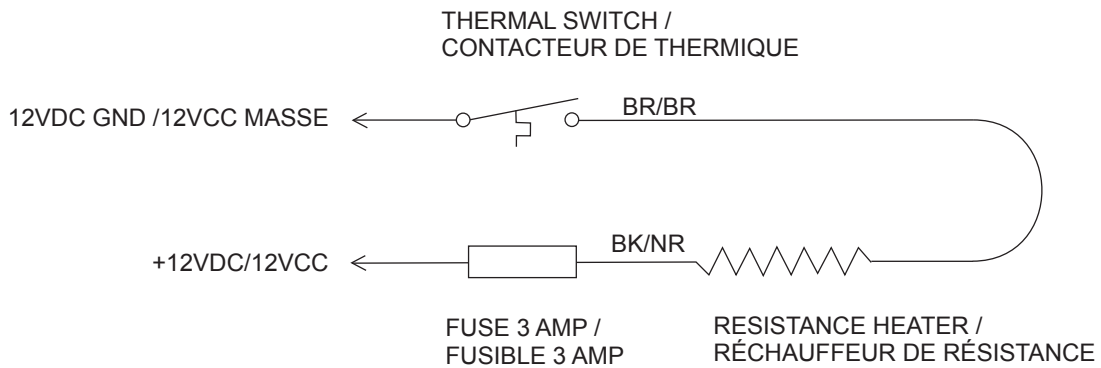 THERMAL SWITCH /
CONTACTEUR DE THERMIQUE
12VDC GND /12VCC MASSE
BR/BR
+12VDC/12VCC
BK/NR
FUSE 3 AMP /
FUSIBLE 3 AMP
RESISTANCE HEATER /
RÉCHAUFFEUR DE RÉSISTANCE